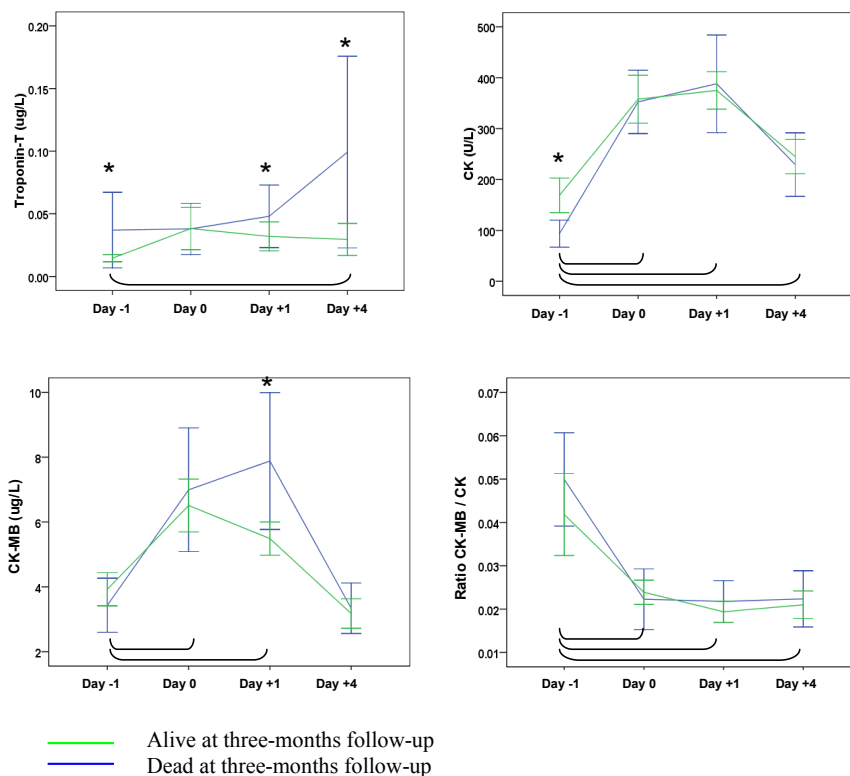 0.20
0.15
0.10
0.05
0.00
Troponin-T (ug/L)
*
*
*
Day -1 Day 0 Day +1 Day +4
500
400
300
200
100
0
CK (U/L)
*
Day -1 Day 0 Day +1 Day +4
10
8
6
4
2
CK-MB (ug/L)
*
Day -1 Day 0 Day +1 Day +4
0.07
0.06
0.05
0.04
0.03
0.02
0.01
Ratio CK-MB / CK
Day -1 Day 0 Day +1 Day +4
Alive at three-months follow-up
Dead at three-months follow-up